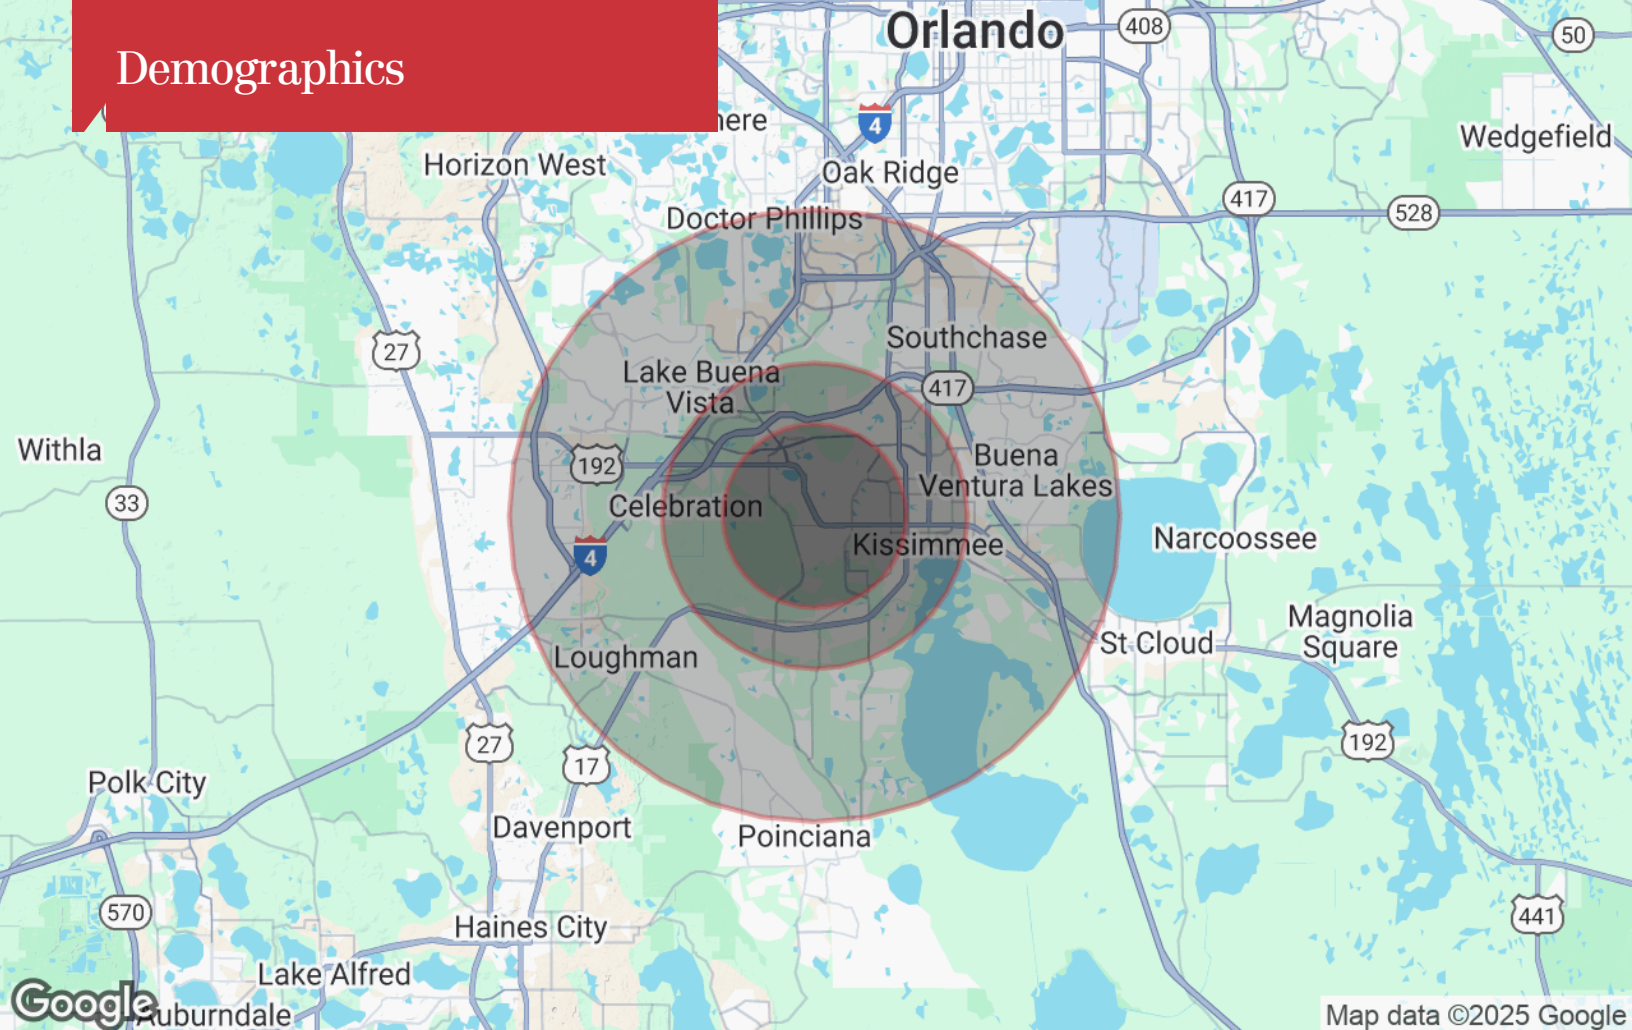 Demographics
Orlando
408
50
4
Wedgefield
Horizon West
Oak Ridge
417
528
Doctor Phillips
27
Southchase
Lake Buena
Vista
417
Withla
192
Buena
Ventura Lakes
33
Celebration
4
Kissimmee
Narcoossee
Magnolia
Square
St Cloud
Loughman
27
17
192
Polk City
Davenport
Poinciana
570
Haines City
441
Lake Alfred
Google
Auburndale
Map data ©2025 Google